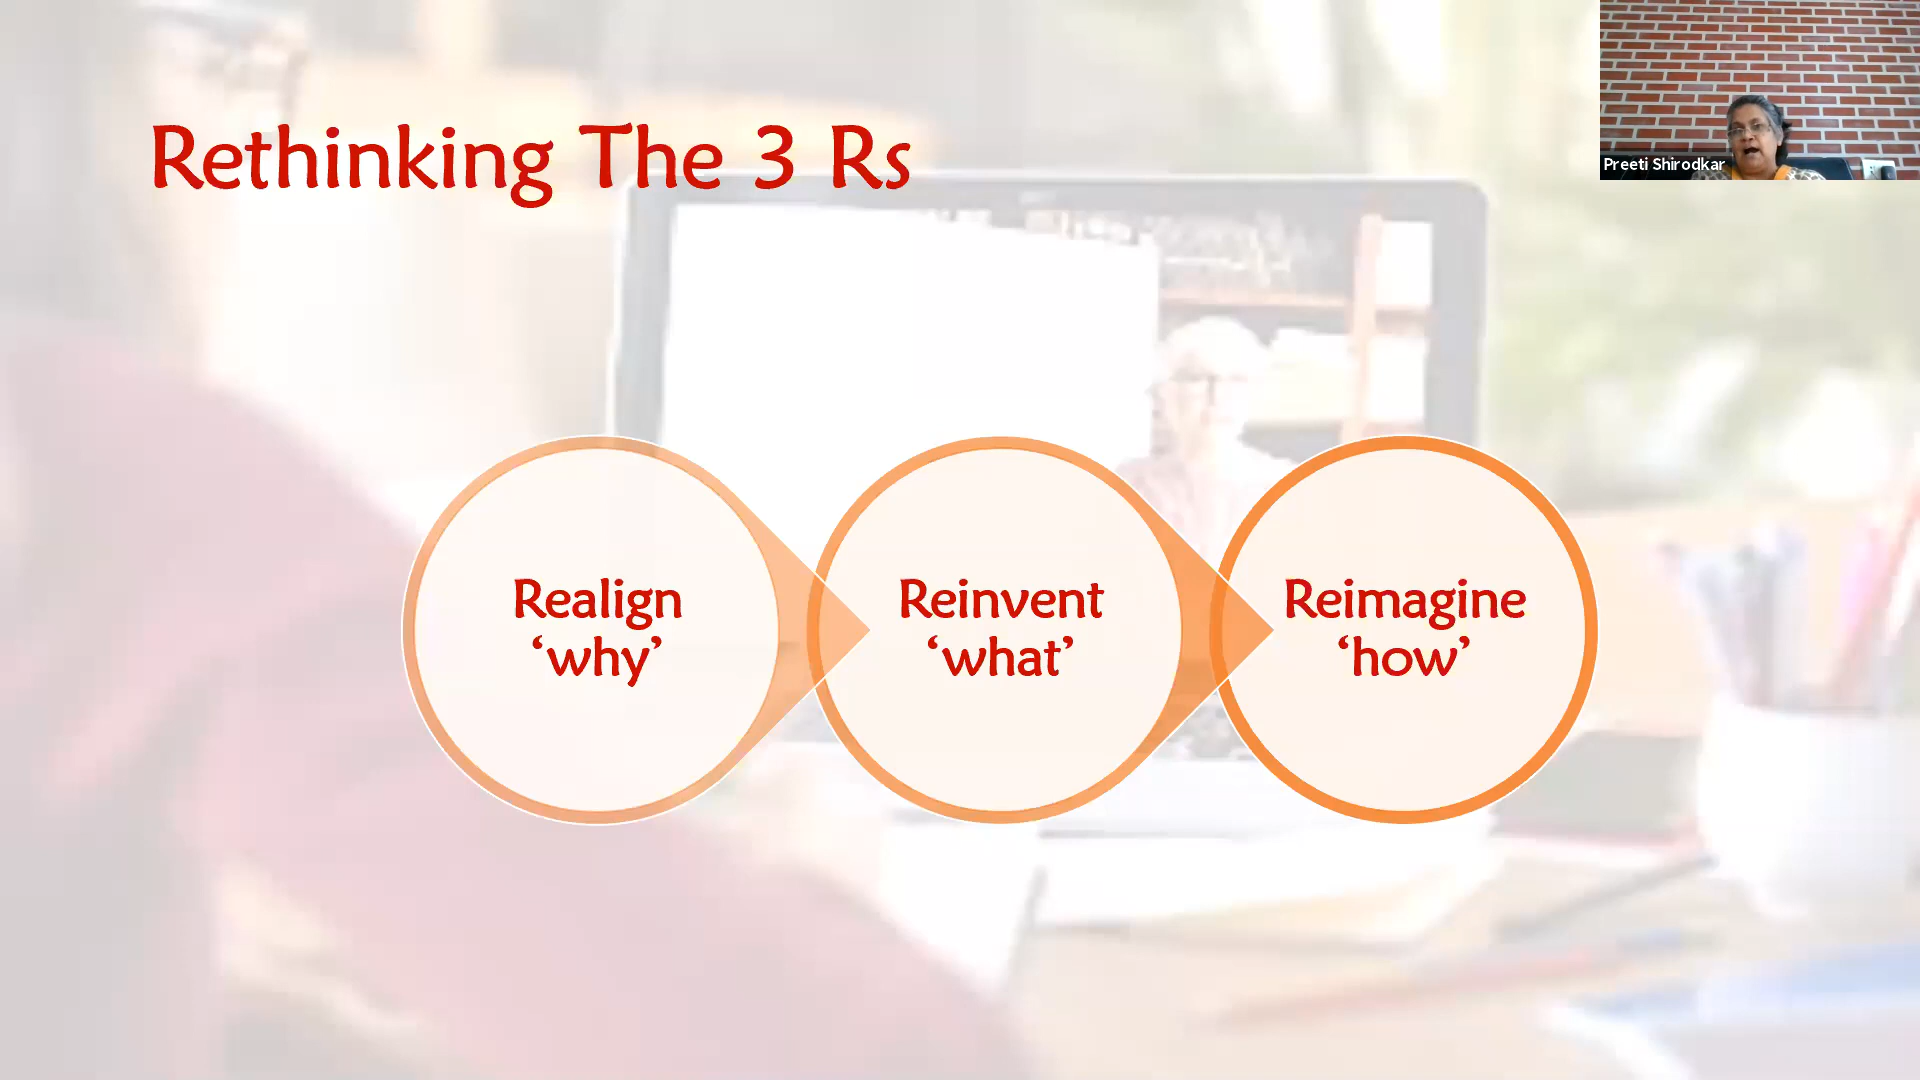 Rethinking The 3 Rs
Preeti Shirodkar
Realign
‘why’
Reinvent
‘what’
Reimagine
‘how’